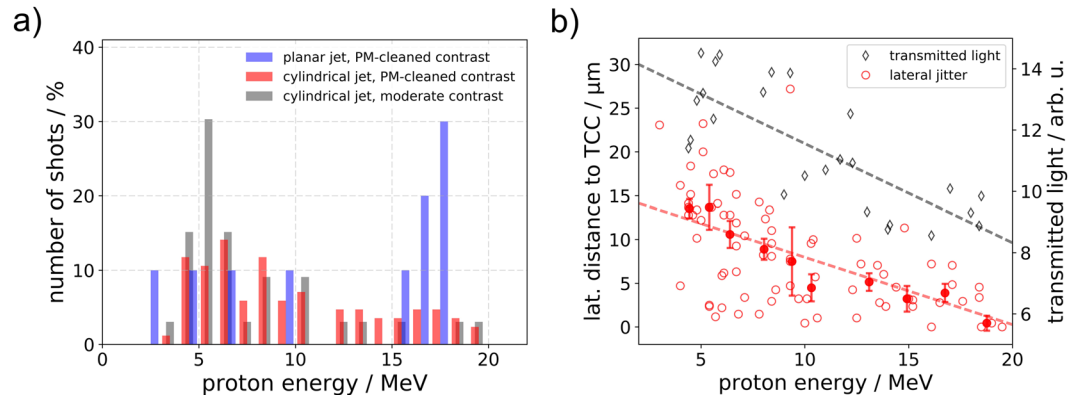 a)
number of shots / %
40
30
20
10
0
planar jet, PM-cleaned contrast
cylindrical jet, PM-cleaned contrast
cylindrical jet, moderate contrast
0 5 10 15 20
proton energy / MeV
b)
lat. distance to TCC / μm
30
25
20
15
10
5
0
transmitted light
lateral jitter
14
12
10
8
6
transmitted light / arb. u.
5 10 15 20
proton energy / MeV